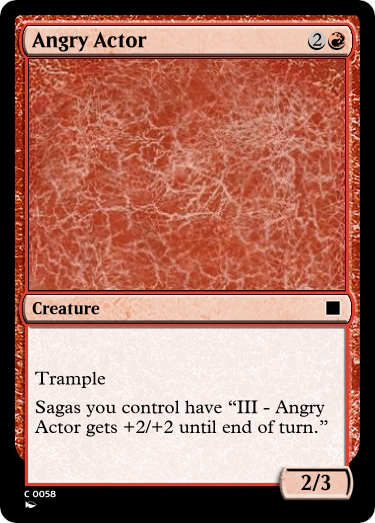 Angry Actor 2
Creature
Trample
Sagas you control have “III - Angry
Actor gets +2/+2 until end of turn.”
2/3
C 0058